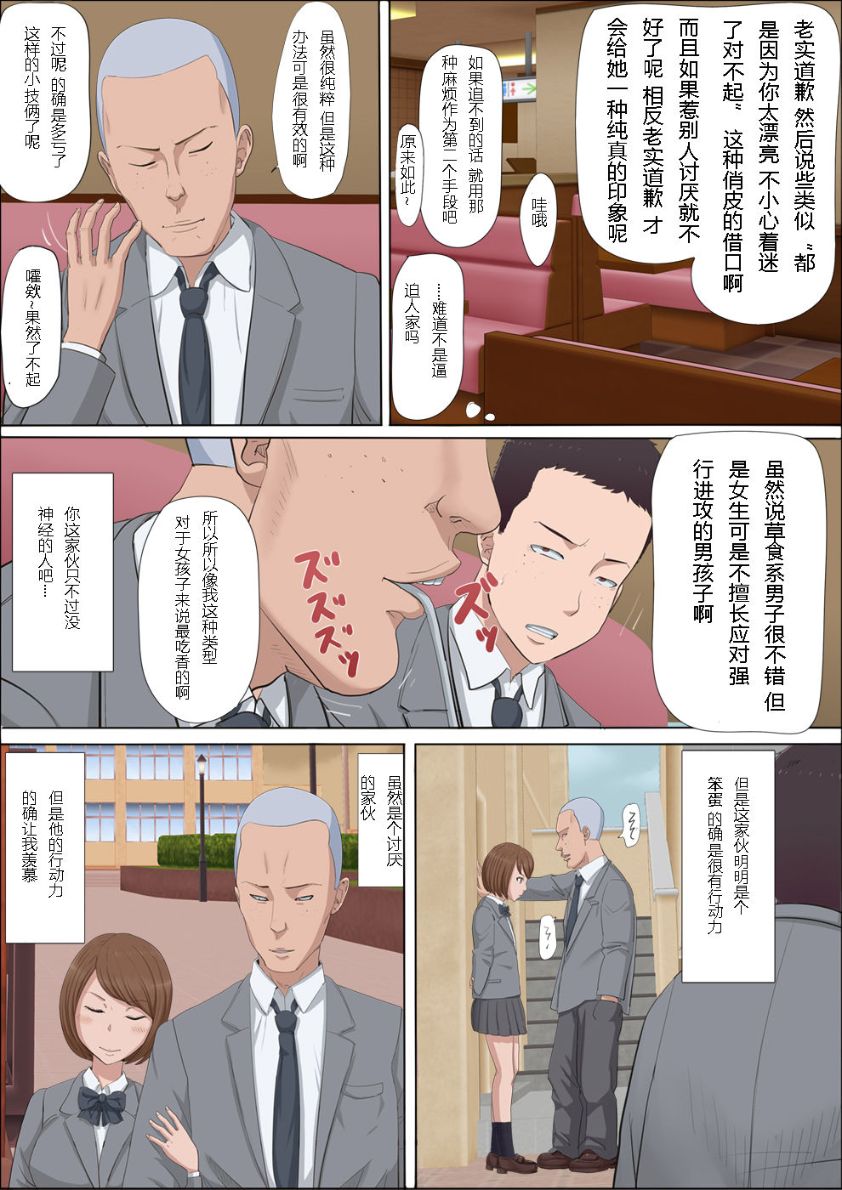 老实道歉 然后说些类似 "都
是因为你太漂亮 不小心着迷
了对不起" 这种俏皮的借口啊
而且如果惹别人讨厌就不
好了呢 相反老实道歉 才
会给她一种纯真的印象呢
如果追不到的话 就用那
种麻烦作为第二个手段吧
原来如此~
哇哦
....难道不是逼
迫人家吗
虽然很纯粹 但是这种
办法可是很有效的啊
不过呢 的确是多亏了
这样的小技俩了呢
嚯欸~果然了不起
虽然说草食系男子很不错 但
是女生可是不擅长应对强
行进攻的男孩子啊
ズズズズッ
ズッ
所以所以像我这种类型
对于女孩子来说最吃香的啊
你这家伙只不过没
神经的人吧....
但是这家伙明明是个
笨蛋 的确是很有行动力
虽然是个讨厌
的家伙
但是他的行动力
的确让我羡慕